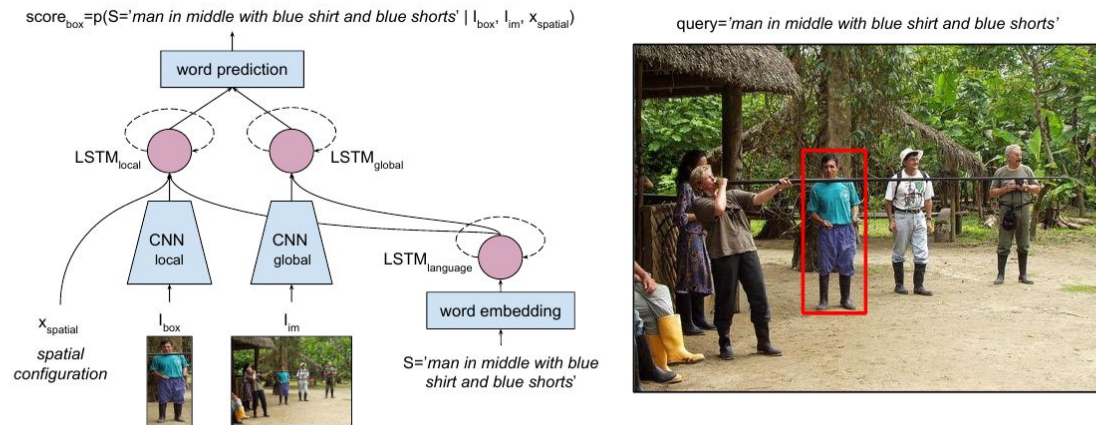 score_box=p(S='man in middle with blue shirt and blue shorts' | I_box, I_im, x_spatial)
word prediction
LSTM_local
LSTM_global
CNN
local
CNN
global
LSTM_language
word embedding
x_spatial
spatial
configuration
I_box
I_im
S='man in middle with blue
shirt and blue shorts'
query='man in middle with blue shirt and blue shorts'